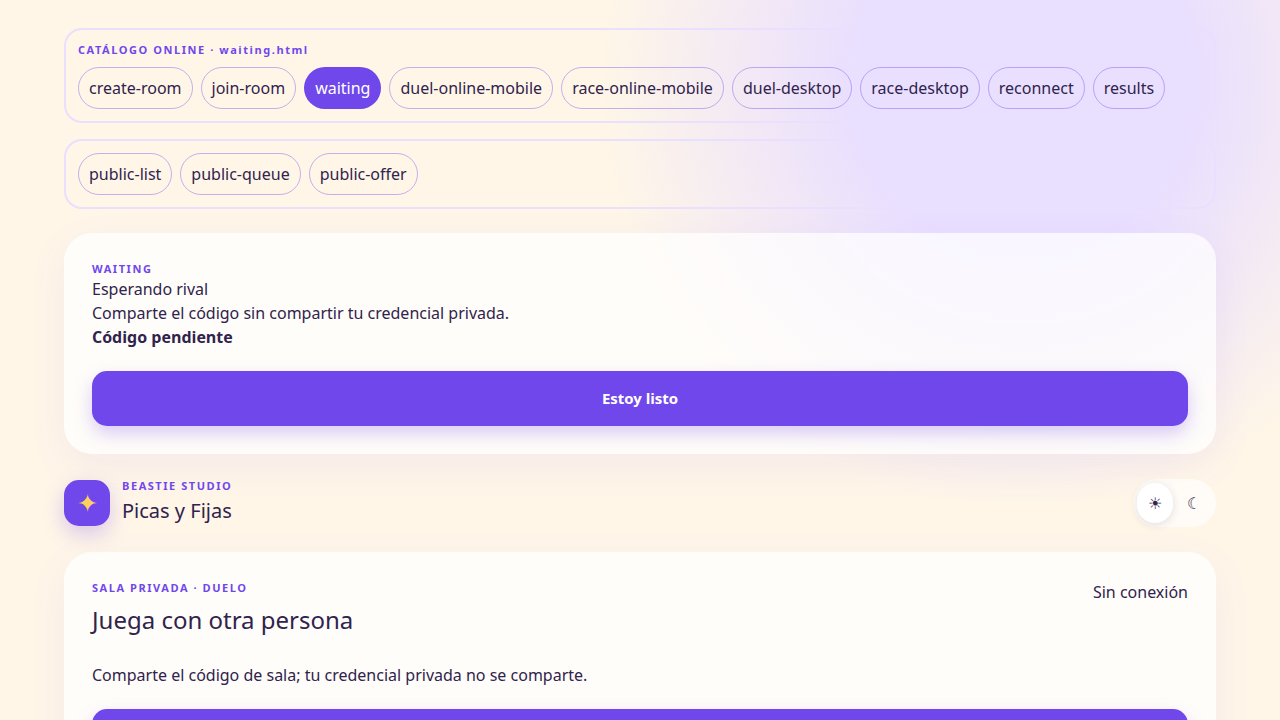 CATÁLOGO ONLINE · waiting.html
create-room join-room waiting duel-online-mobile race-online-mobile duel-desktop race-desktop reconnect results
public-list public-queue public-offer
WAITING
Esperando rival
Comparte el código sin compartir tu credencial privada.
Código pendiente
Estoy listo
BEASTIE STUDIO
Picas y Fijas
SALA PRIVADA · DUELO
Sin conexión
Juega con otra persona
Comparte el código de sala; tu credencial privada no se comparte.